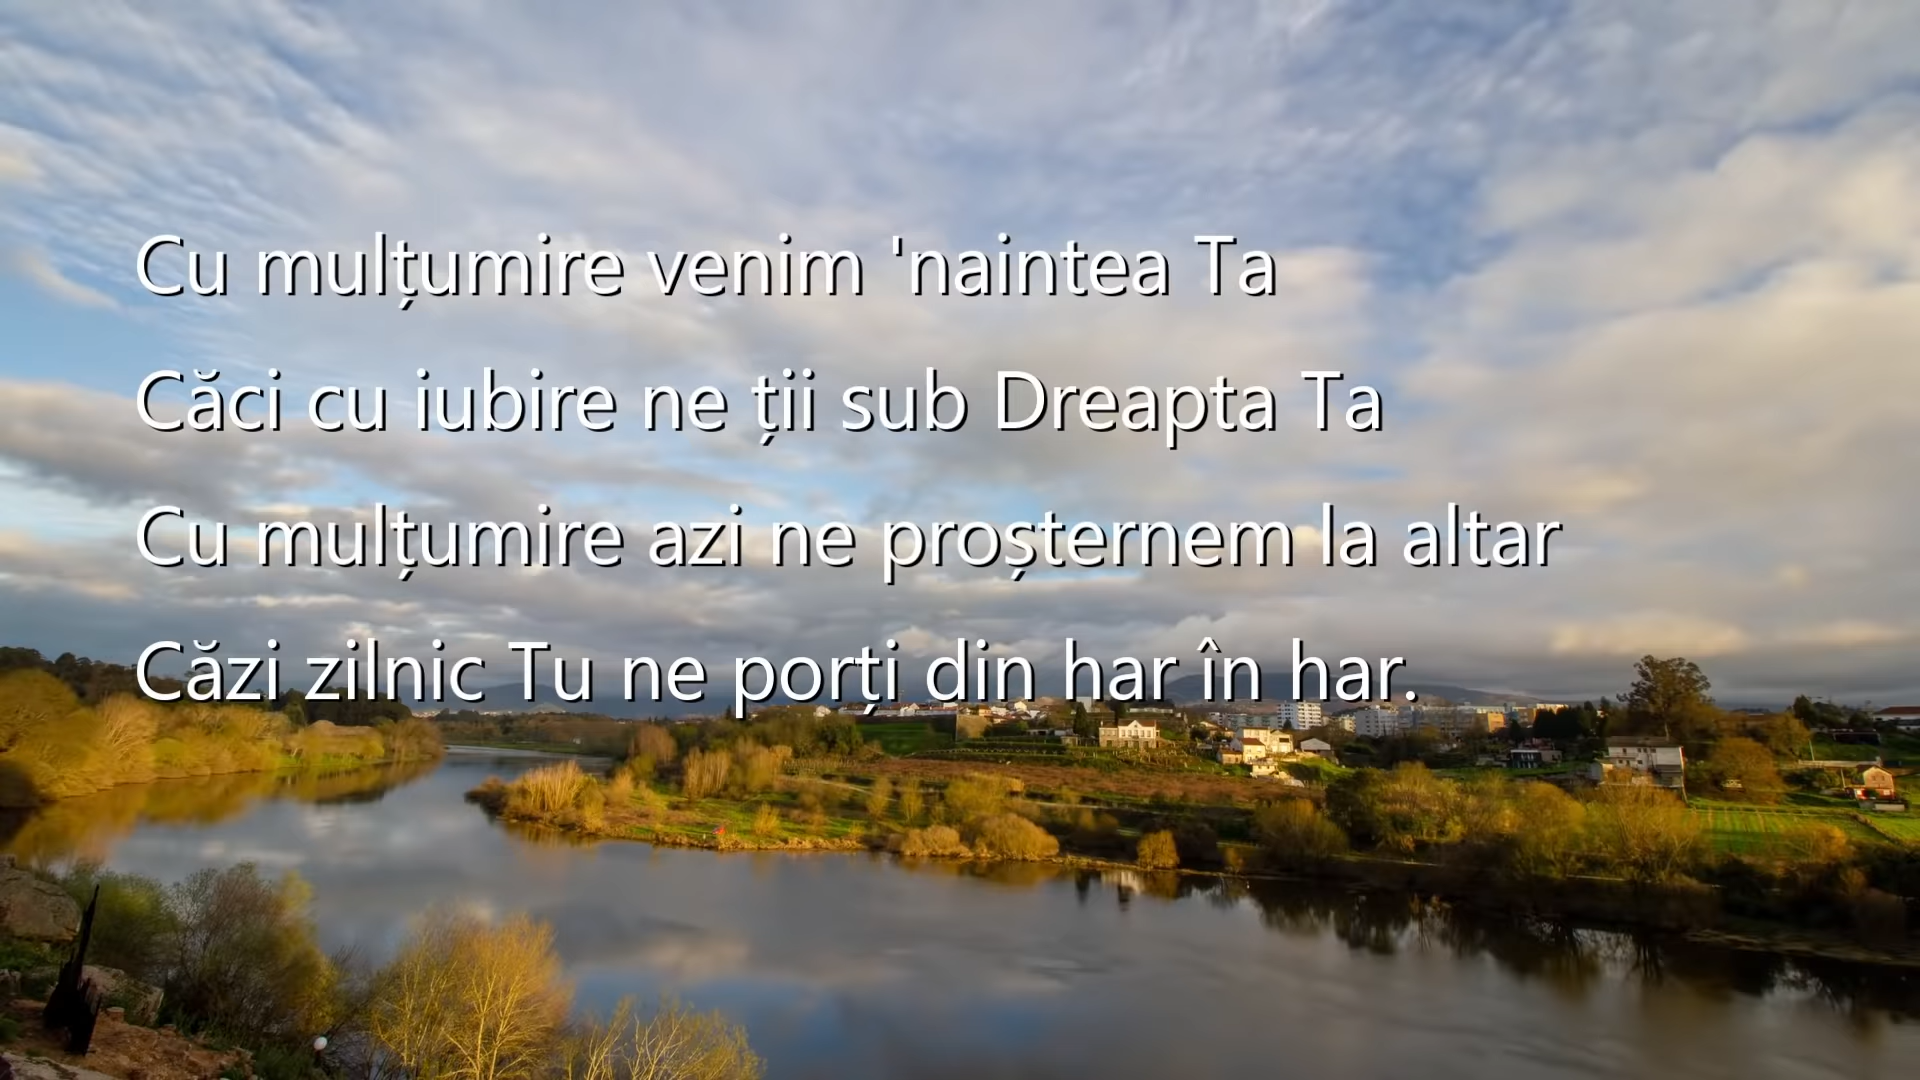 Cu mulțumire venim 'naintea Ta
Căci cu iubire ne ții sub Dreapta Ta
Cu mulțumire azi ne proșternem la altar
Căzi zilnic Tu ne porți din har în har.